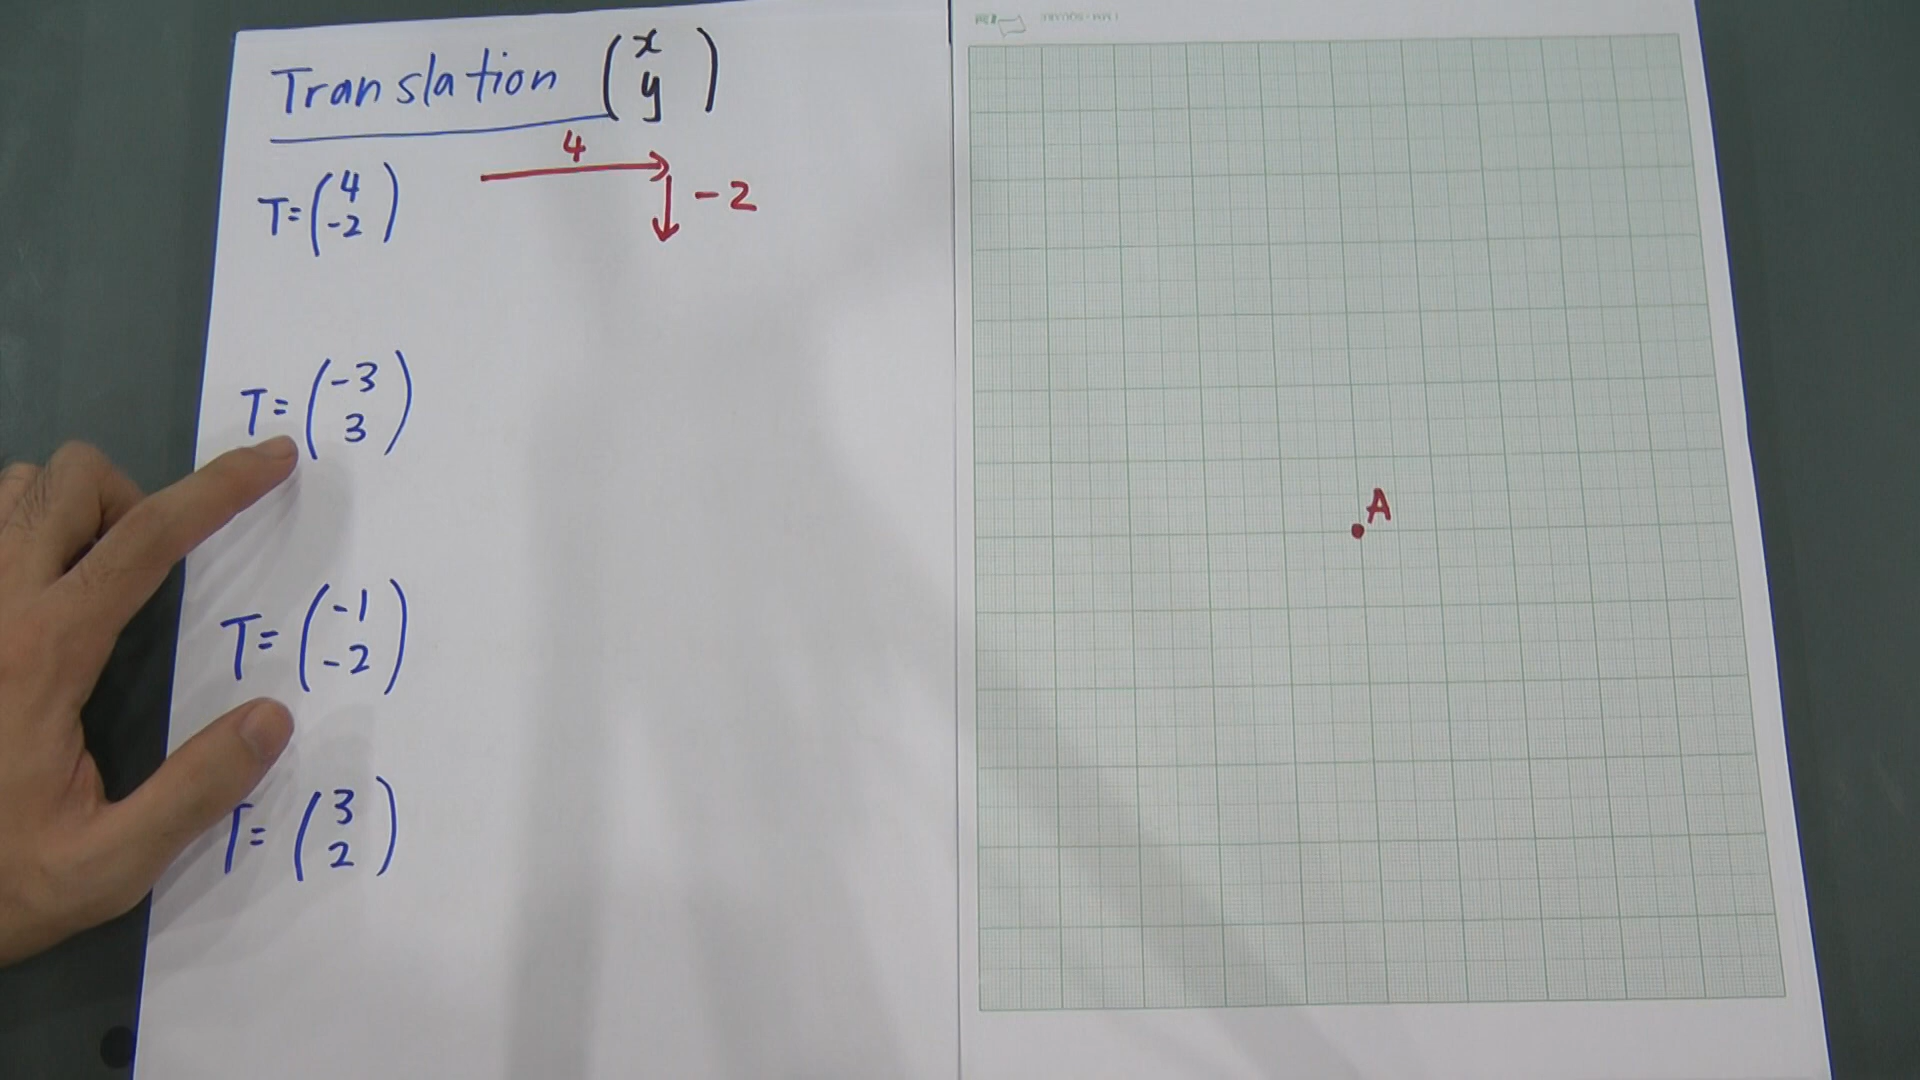 Translation (x
y)
4
T=(4
-2)
-2
T=(-3
3)
T=(-1
-2)
T=(3
2)
A